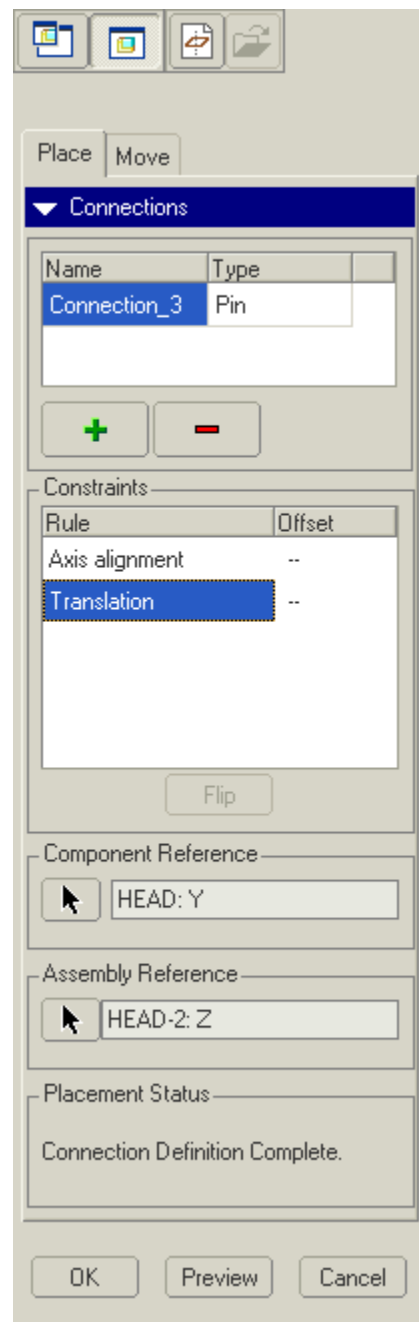 Place Move
Connections
Name Type
Connection_3 Pin
Constraints
Rule Offset
Axis alignment --
Translation --
Flip
Component Reference
HEAD: Y
Assembly Reference
HEAD-2: Z
Placement Status
Connection Definition Complete.
OK Preview Cancel